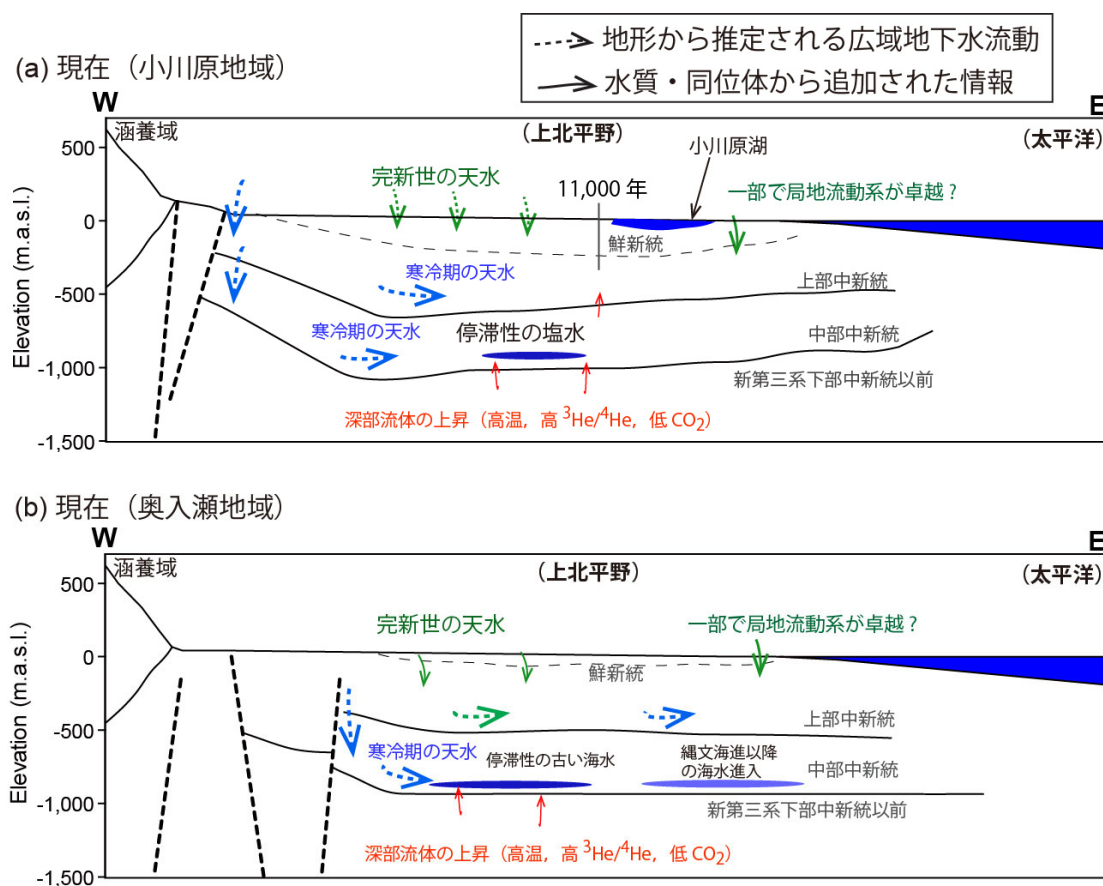 地形から推定される広域地下水流動
水質・同位体から追加された情報
(a) 現在（小川原地域）
W
E
涵養域
（上北平野）
小川原湖
（太平洋）
500
完新世の天水
11,000 年
一部で局地流動系が卓越？
0
鮮新統
寒冷期の天水
上部中新統
-500
寒冷期の天水
停滞性の塩水
中部中新統
-1,000
新第三系下部中新統以前
深部流体の上昇（高温，高 3He/4He，低 CO2）
-1,500
Elevation (m.a.s.l.)
(b) 現在（奥入瀬地域）
W
E
涵養域
（上北平野）
（太平洋）
500
完新世の天水
一部で局地流動系が卓越？
0
鮮新統
-500
上部中新統
寒冷期の天水
停滞性の古い海水
縄文海進以降
の海水進入
中部中新統
-1,000
新第三系下部中新統以前
深部流体の上昇（高温，高 3He/4He，低 CO2）
-1,500
Elevation (m.a.s.l.)